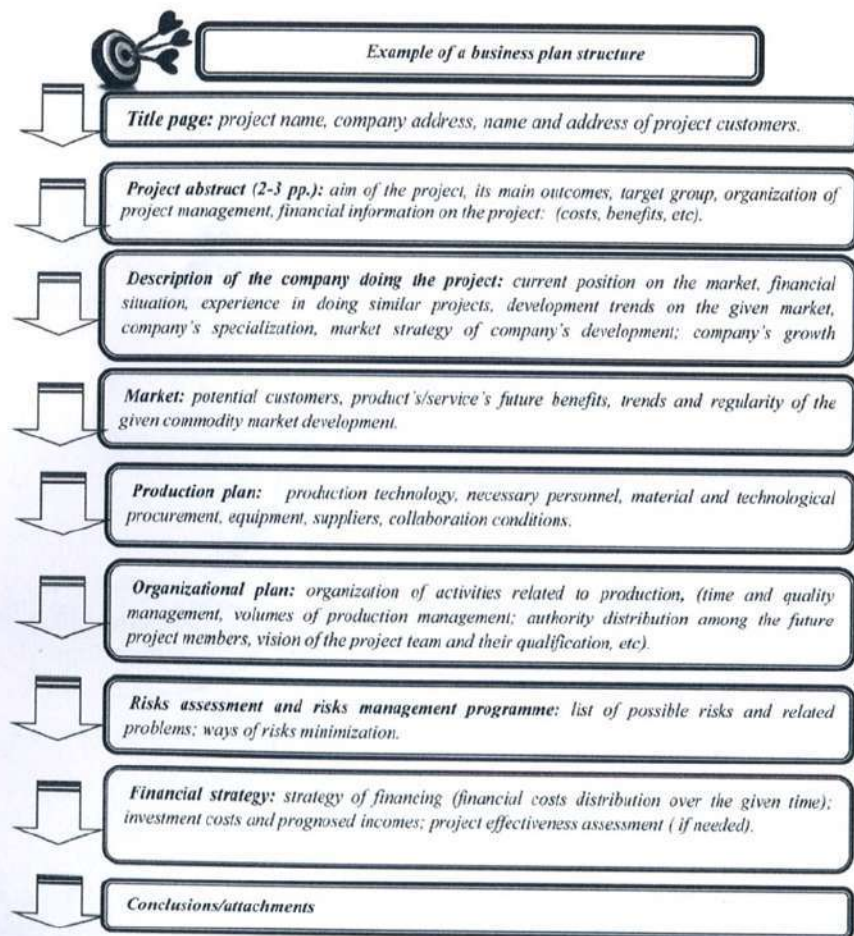 Example of a business plan structure
Title page: project name, company address, name and address of project customers.
Project abstract (2-3 pp.): aim of the project, its main outcomes, target group, organization of
project management, financial information on the project: (costs, benefits, etc).
Description of the company doing the project: current position on the market, financial
situation, experience in doing similar projects, development trends on the given market,
company's specialization, market strategy of company's development; company's growth
Market: potential customers, product's/service's future benefits, trends and regularity of the
given commodity market development.
Production plan: production technology, necessary personnel, material and technological
procurement, equipment, suppliers, collaboration conditions.
Organizational plan: organization of activities related to production, (time and quality
management, volumes of production management; authority distribution among the future
project members, vision of the project team and their qualification, etc).
Risks assessment and risks management programme: list of possible risks and related
problems; ways of risks minimization.
Financial strategy: strategy of financing (financial costs distribution over the given time);
investment costs and prognosed incomes; project effectiveness assessment ( if needed).
Conclusions/attachments